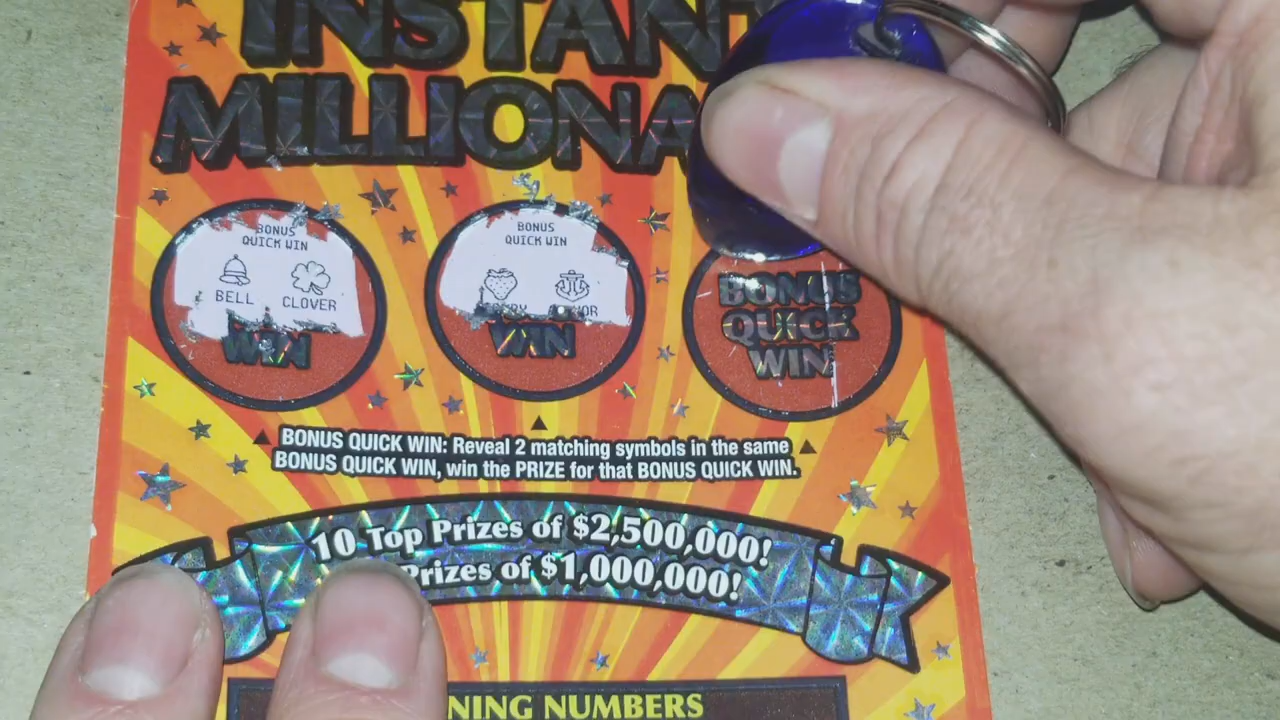 INSTANT
MILLIONA
BONUS
QUICK WIN
BELL CLOVER
WIN
BONUS
QUICK WIN
WIN
BONUS
QUICK
WIN
BONUS QUICK WIN: Reveal 2 matching symbols in the same
BONUS QUICK WIN, win the PRIZE for that BONUS QUICK WIN.
10 Top Prizes of $2,500,000!
Prizes of $1,000,000!
NING NUMBERS